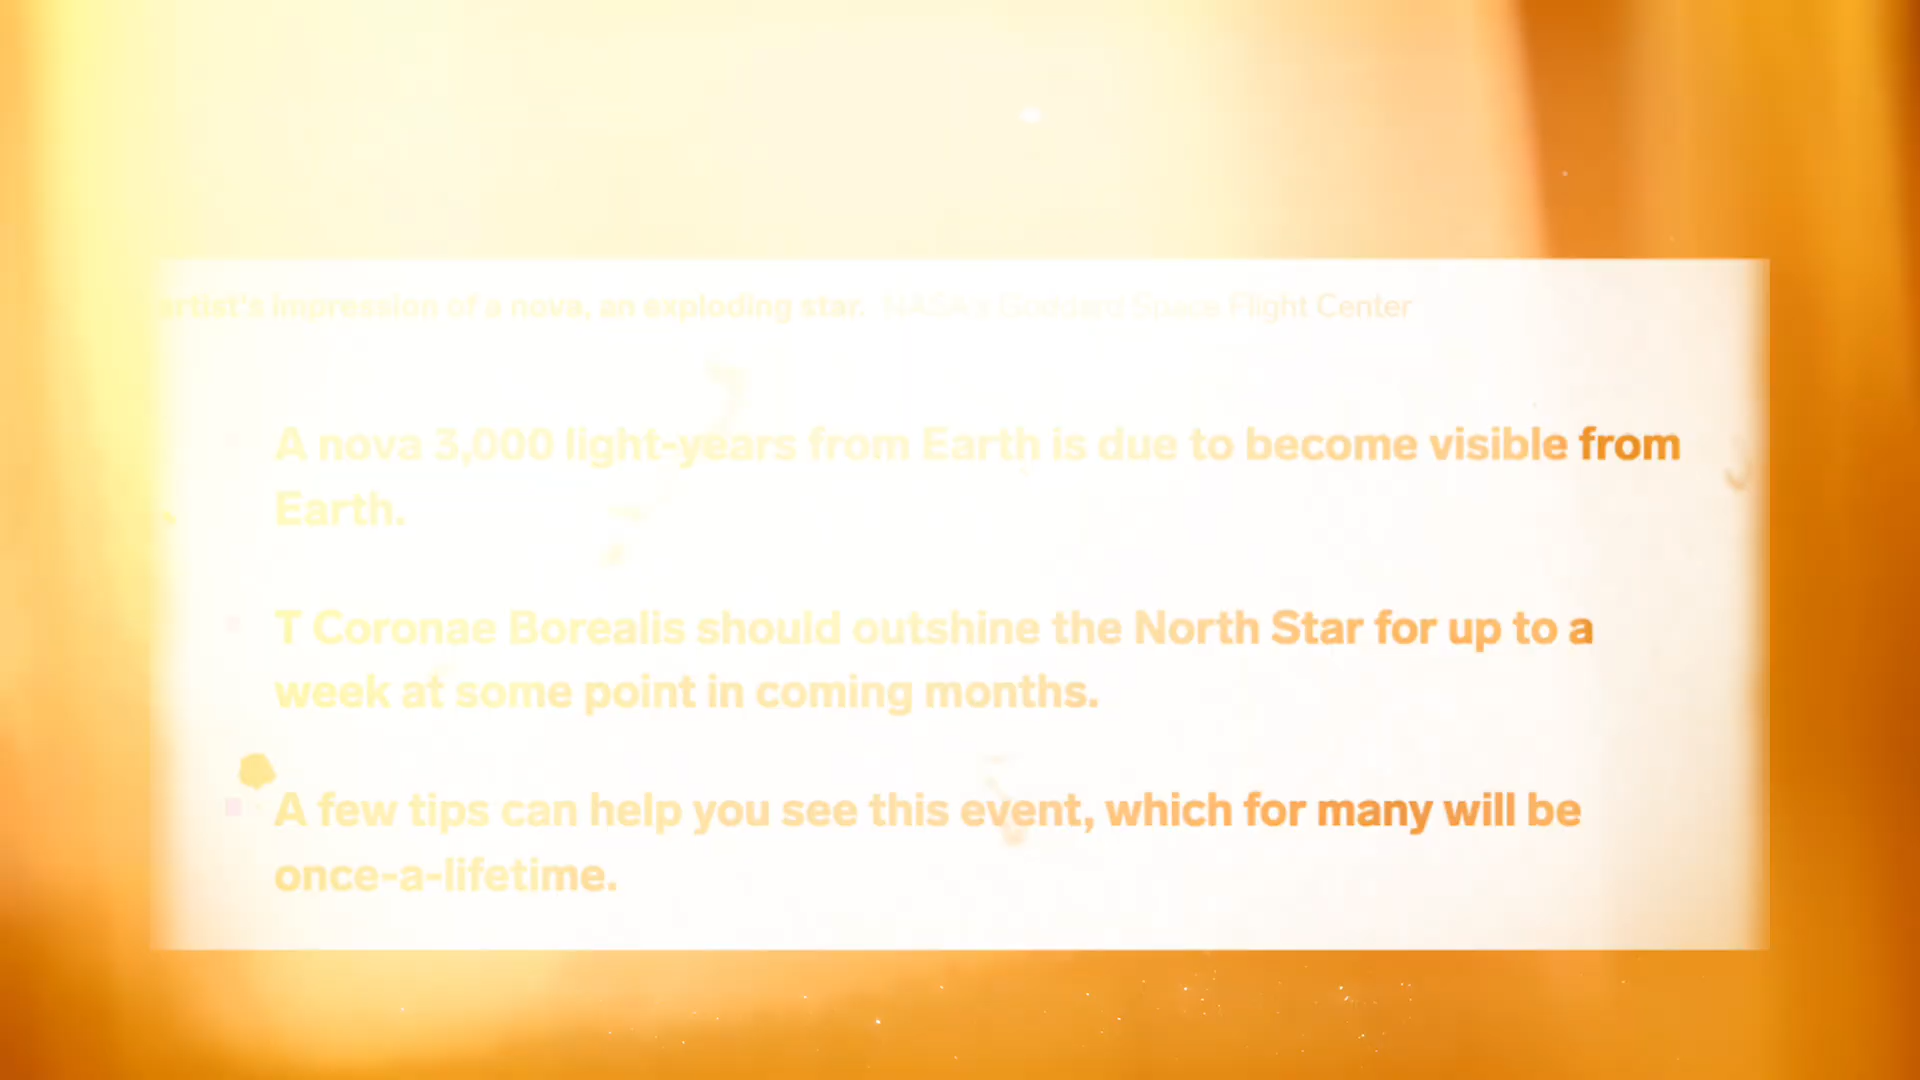 artist's impression of a nova, an exploding star. NASA's Goddard Space Flight Center
A nova 3,000 light-years from Earth is due to become visible from
Earth.
T Coronae Borealis should outshine the North Star for up to a
week at some point in coming months.
A few tips can help you see this event, which for many will be
once-a-lifetime.